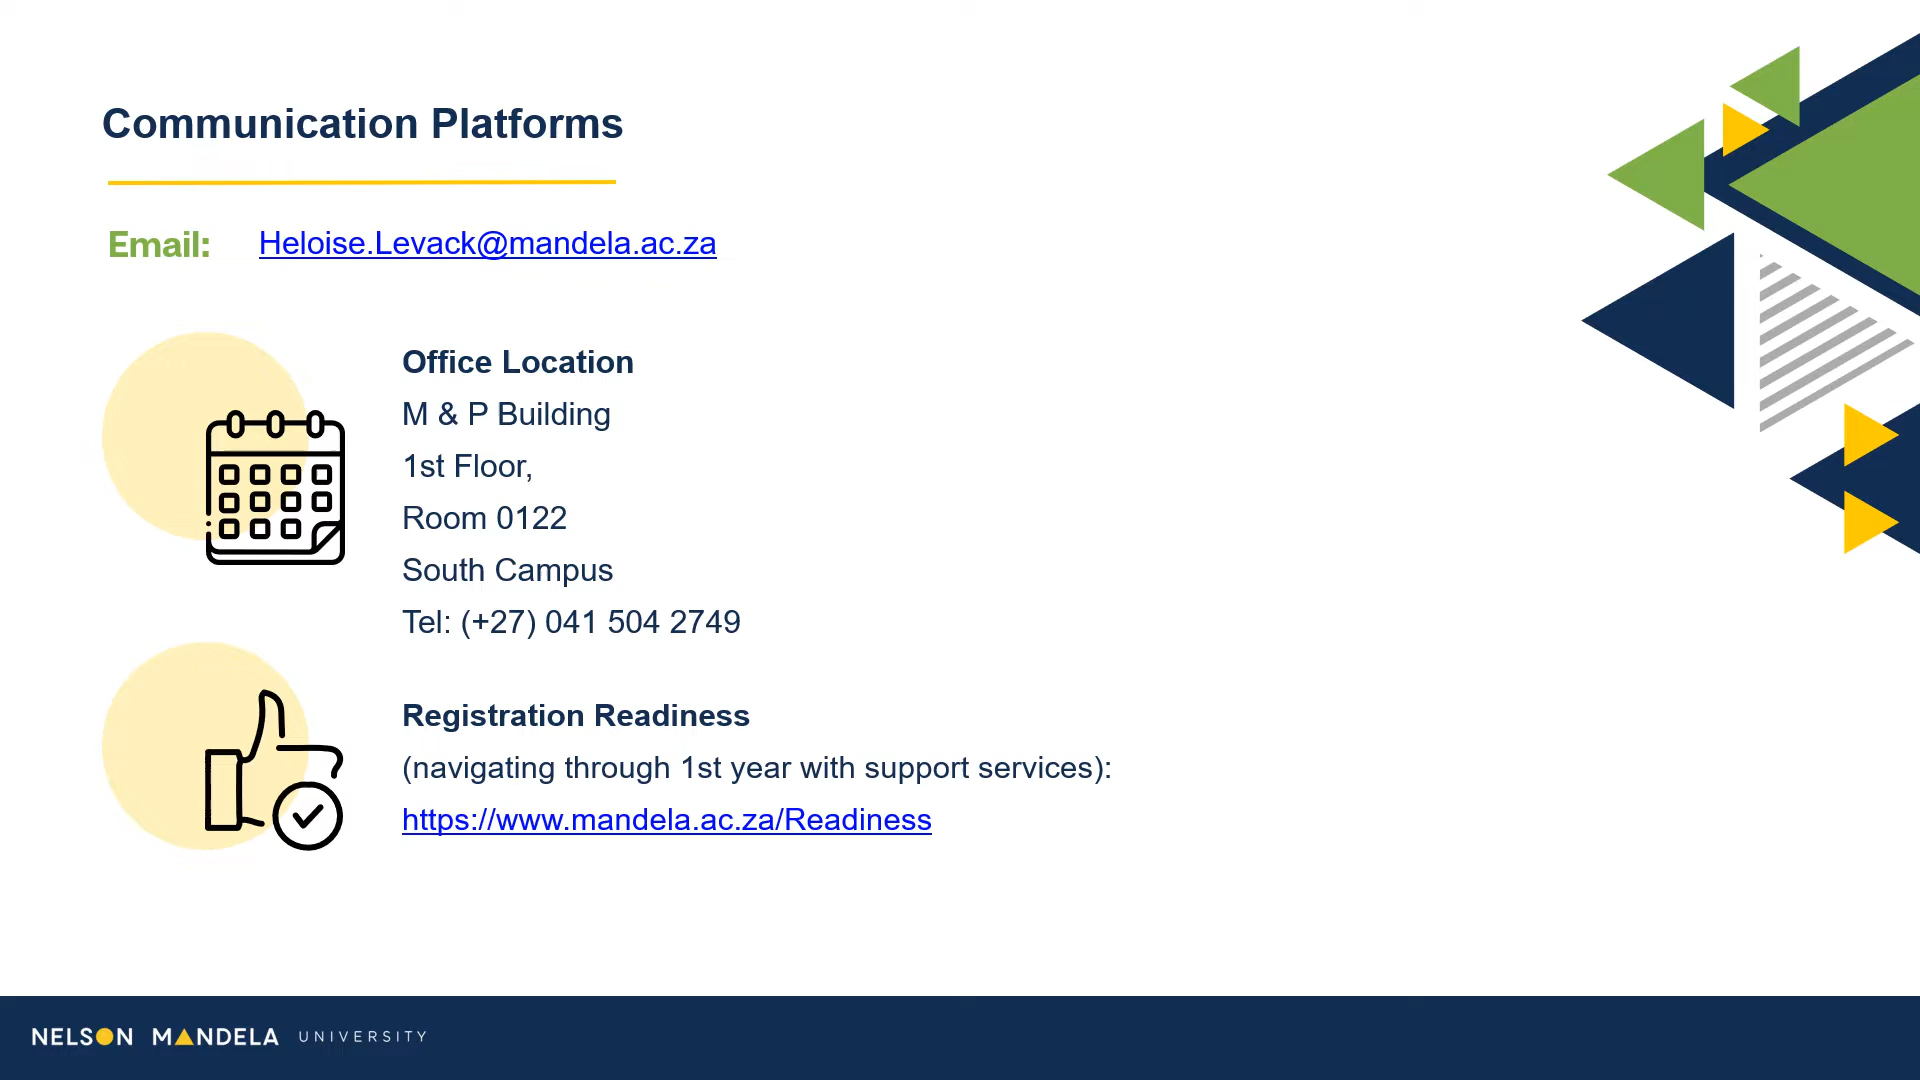 Communication Platforms
Email: Heloise.Levack@mandela.ac.za
Office Location
M & P Building
1st Floor,
Room 0122
South Campus
Tel: (+27) 041 504 2749
Registration Readiness
(navigating through 1st year with support services):
https://www.mandela.ac.za/Readiness
NELSON MANDELA UNIVERSITY